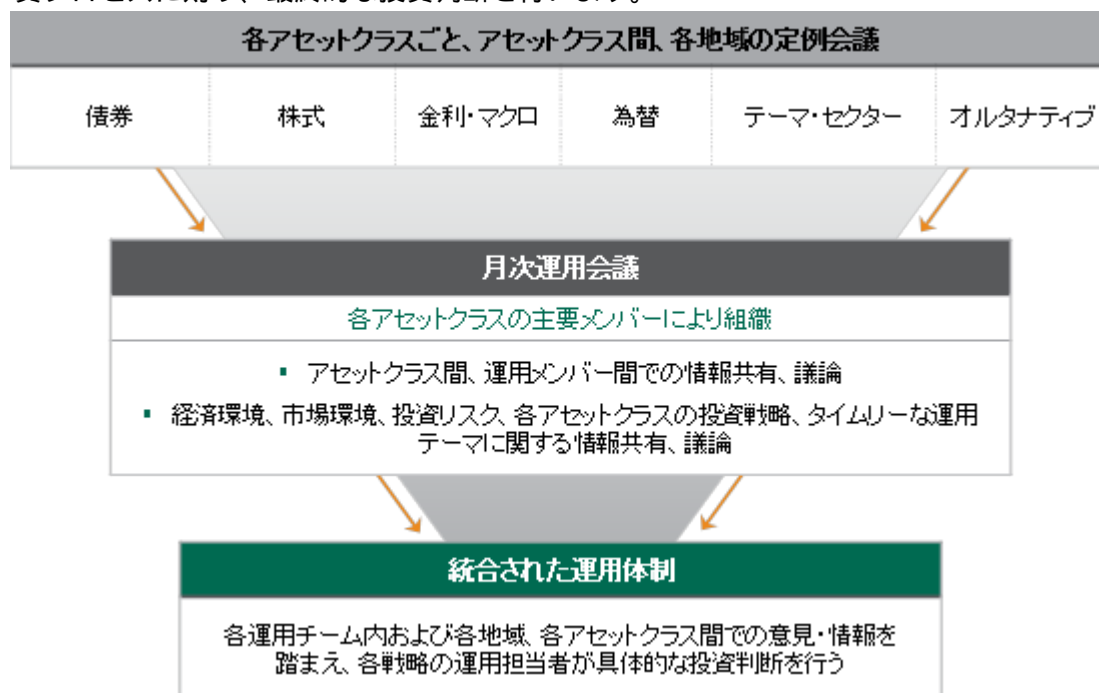 各アセットクラスごと、アセットクラス間、各地域の定例会議
債券 株式 金利・マクロ 為替 テーマ・セクター オルタナティブ
月次運用会議
各アセットクラスの主要メンバーにより組織
▪ アセットクラス間、運用メンバー間での情報共有、議論
▪ 経済環境、市場環境、投資リスク、各アセットクラスの投資戦略、タイムリーな運用
テーマに関する情報共有、議論
統合された運用体制
各運用チーム内および各地域、各アセットクラス間での意見・情報を
踏まえ、各戦略の運用担当者が具体的な投資判断を行う